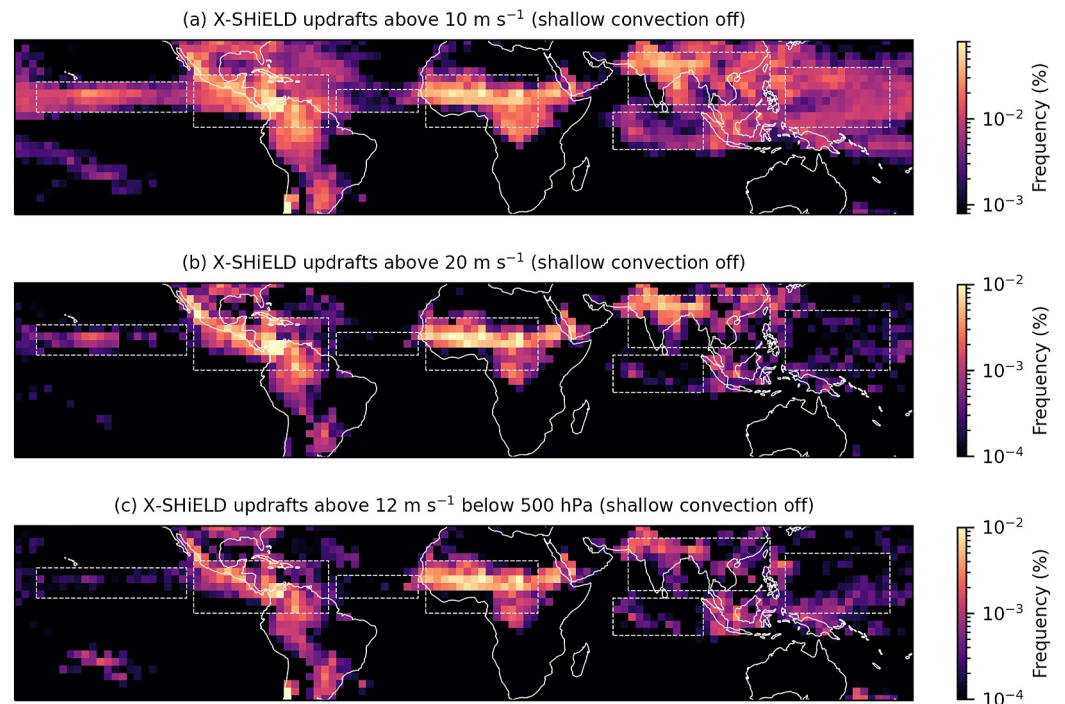 (a) X-SHiELD updrafts above 10 m s⁻¹ (shallow convection off)
10⁻²
10⁻³
Frequency (%)
(b) X-SHiELD updrafts above 20 m s⁻¹ (shallow convection off)
10⁻²
10⁻³
10⁻⁴
Frequency (%)
(c) X-SHiELD updrafts above 12 m s⁻¹ below 500 hPa (shallow convection off)
10⁻²
10⁻³
10⁻⁴
Frequency (%)